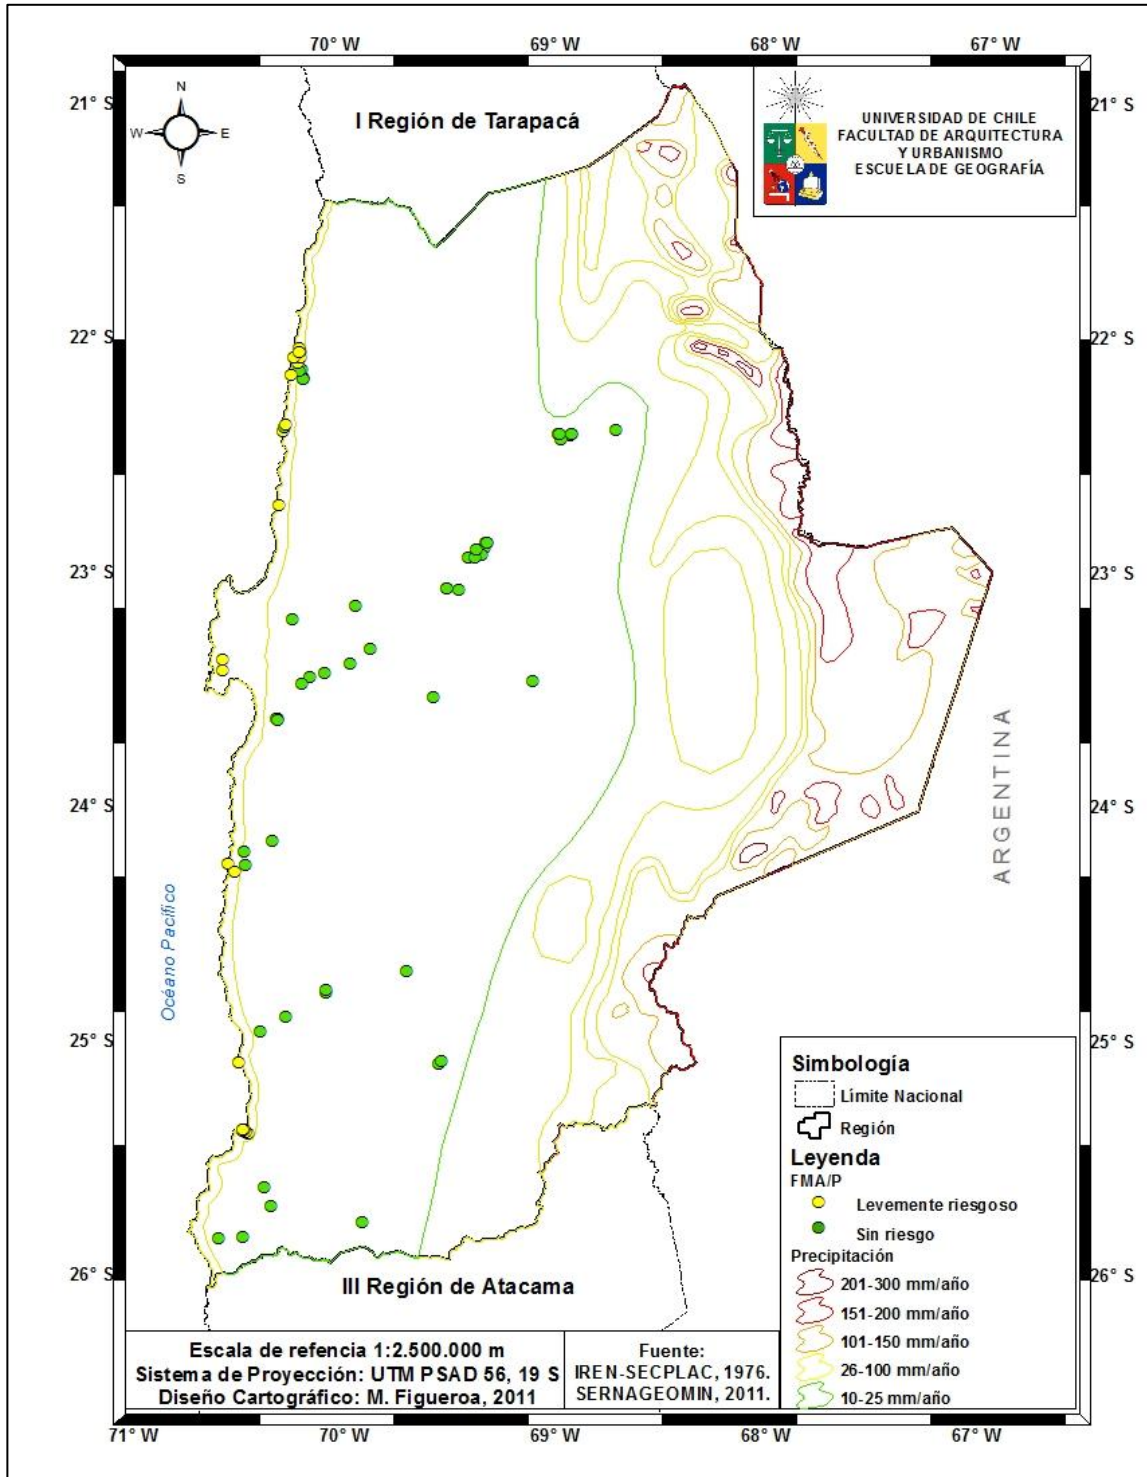 70° W 69° W 68° W 67° W
21° S 21° S
N
W E
S
I Región de Tarapacá
UNIVERSIDAD DE CHILE
FACULTAD DE ARQUITECTURA
Y URBANISMO
ESCUELA DE GEOGRAFÍA
22° S 22° S
23° S 23° S
24° S 24° S
ARGENTINA
Océano Pacífico
25° S 25° S
26° S 26° S
III Región de Atacama
Simbología
Límite Nacional
Región
Leyenda
FMA/P
Levemente riesgoso
Sin riesgo
Precipitación
201-300 mm/año
151-200 mm/año
101-150 mm/año
26-100 mm/año
10-25 mm/año
Escala de refencia 1:2.500.000 m
Sistema de Proyección: UTM PSAD 56, 19 S
Diseño Cartográfico: M. Figueroa, 2011
Fuente:
IREN-SECPLAC, 1976.
SERNAGEOMIN, 2011.
71° W 70° W 69° W 68° W 67° W